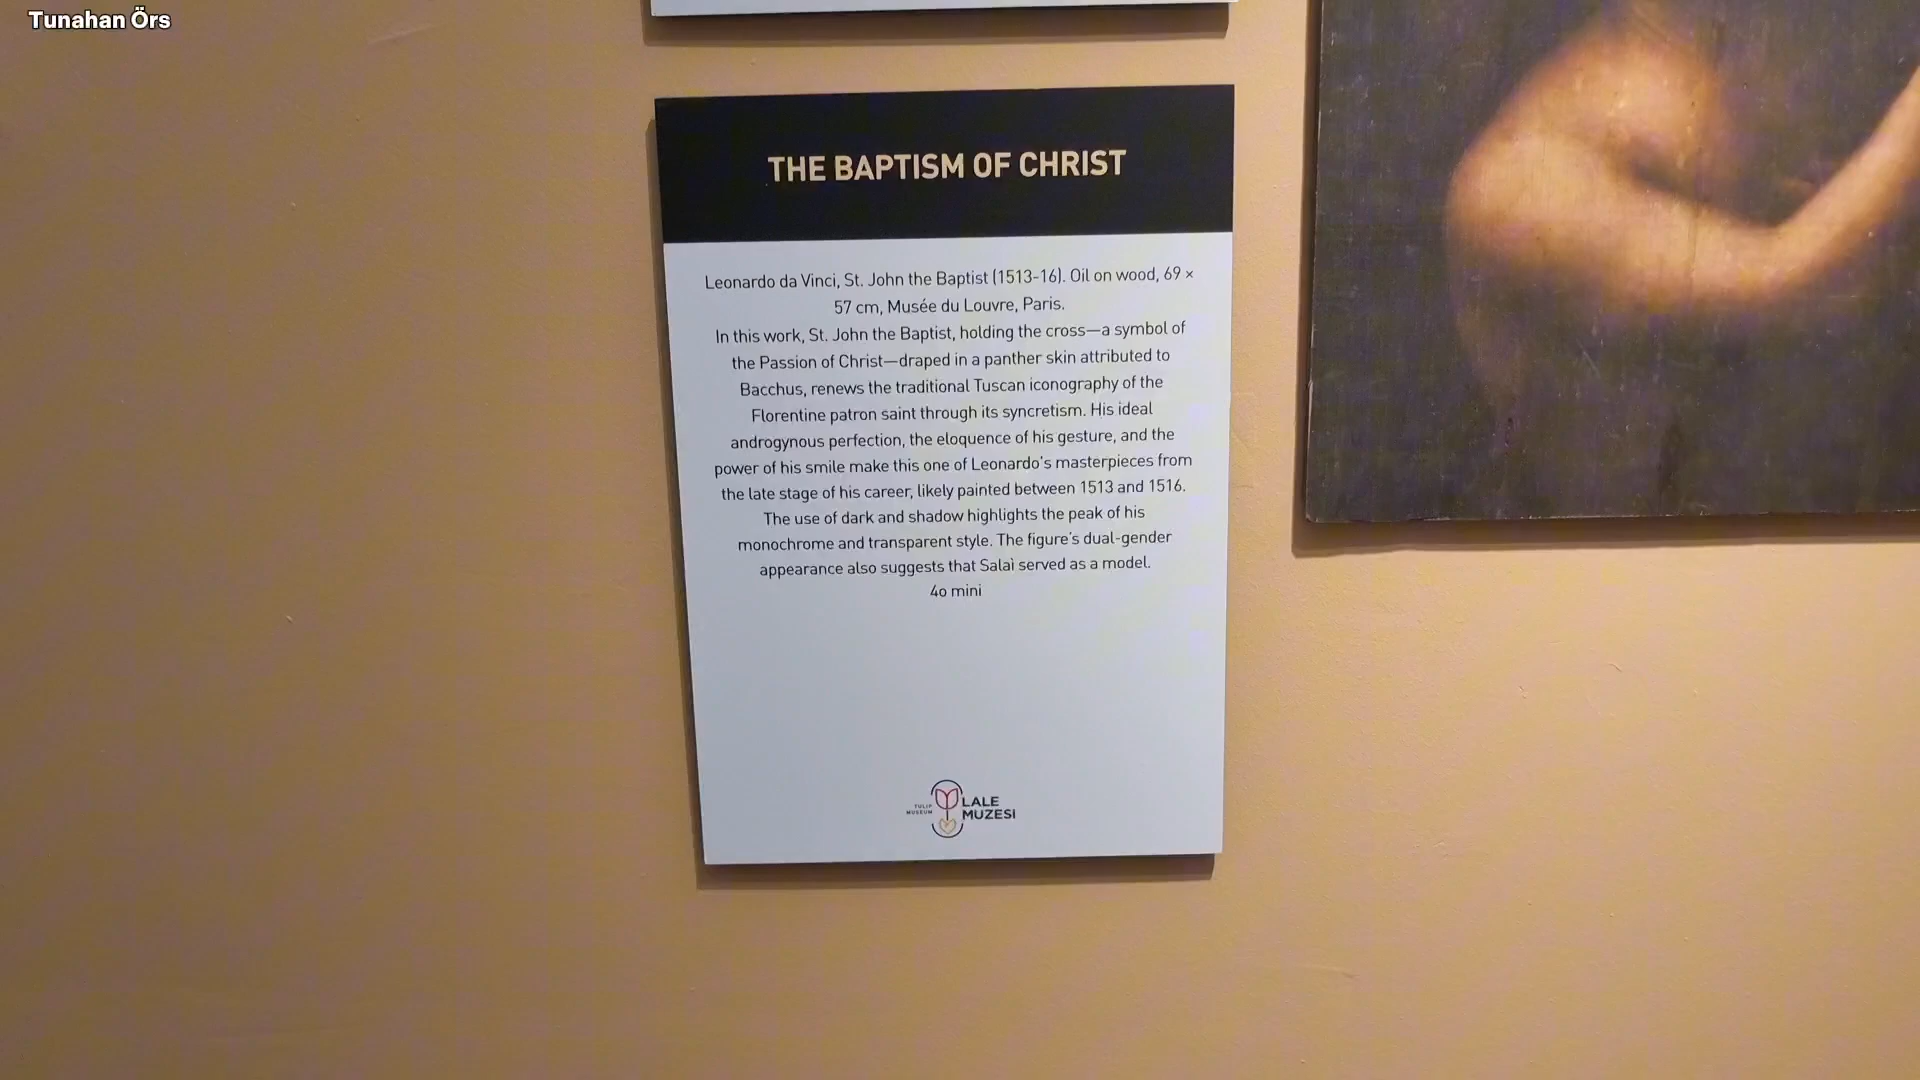 Tunahan Örs
THE BAPTISM OF CHRIST
Leonardo da Vinci, St. John the Baptist (1513-16). Oil on wood, 69 ×
57 cm, Musée du Louvre, Paris.
In this work, St. John the Baptist, holding the cross—a symbol of
the Passion of Christ—draped in a panther skin attributed to
Bacchus, renews the traditional Tuscan iconography of the
Florentine patron saint through its syncretism. His ideal
androgynous perfection, the eloquence of his gesture, and the
power of his smile make this one of Leonardo's masterpieces from
the late stage of his career, likely painted between 1513 and 1516.
The use of dark and shadow highlights the peak of his
monochrome and transparent style. The figure's dual-gender
appearance also suggests that Salaì served as a model.
4o mini
TULIP
MUSEUM
LALE
MUZESI